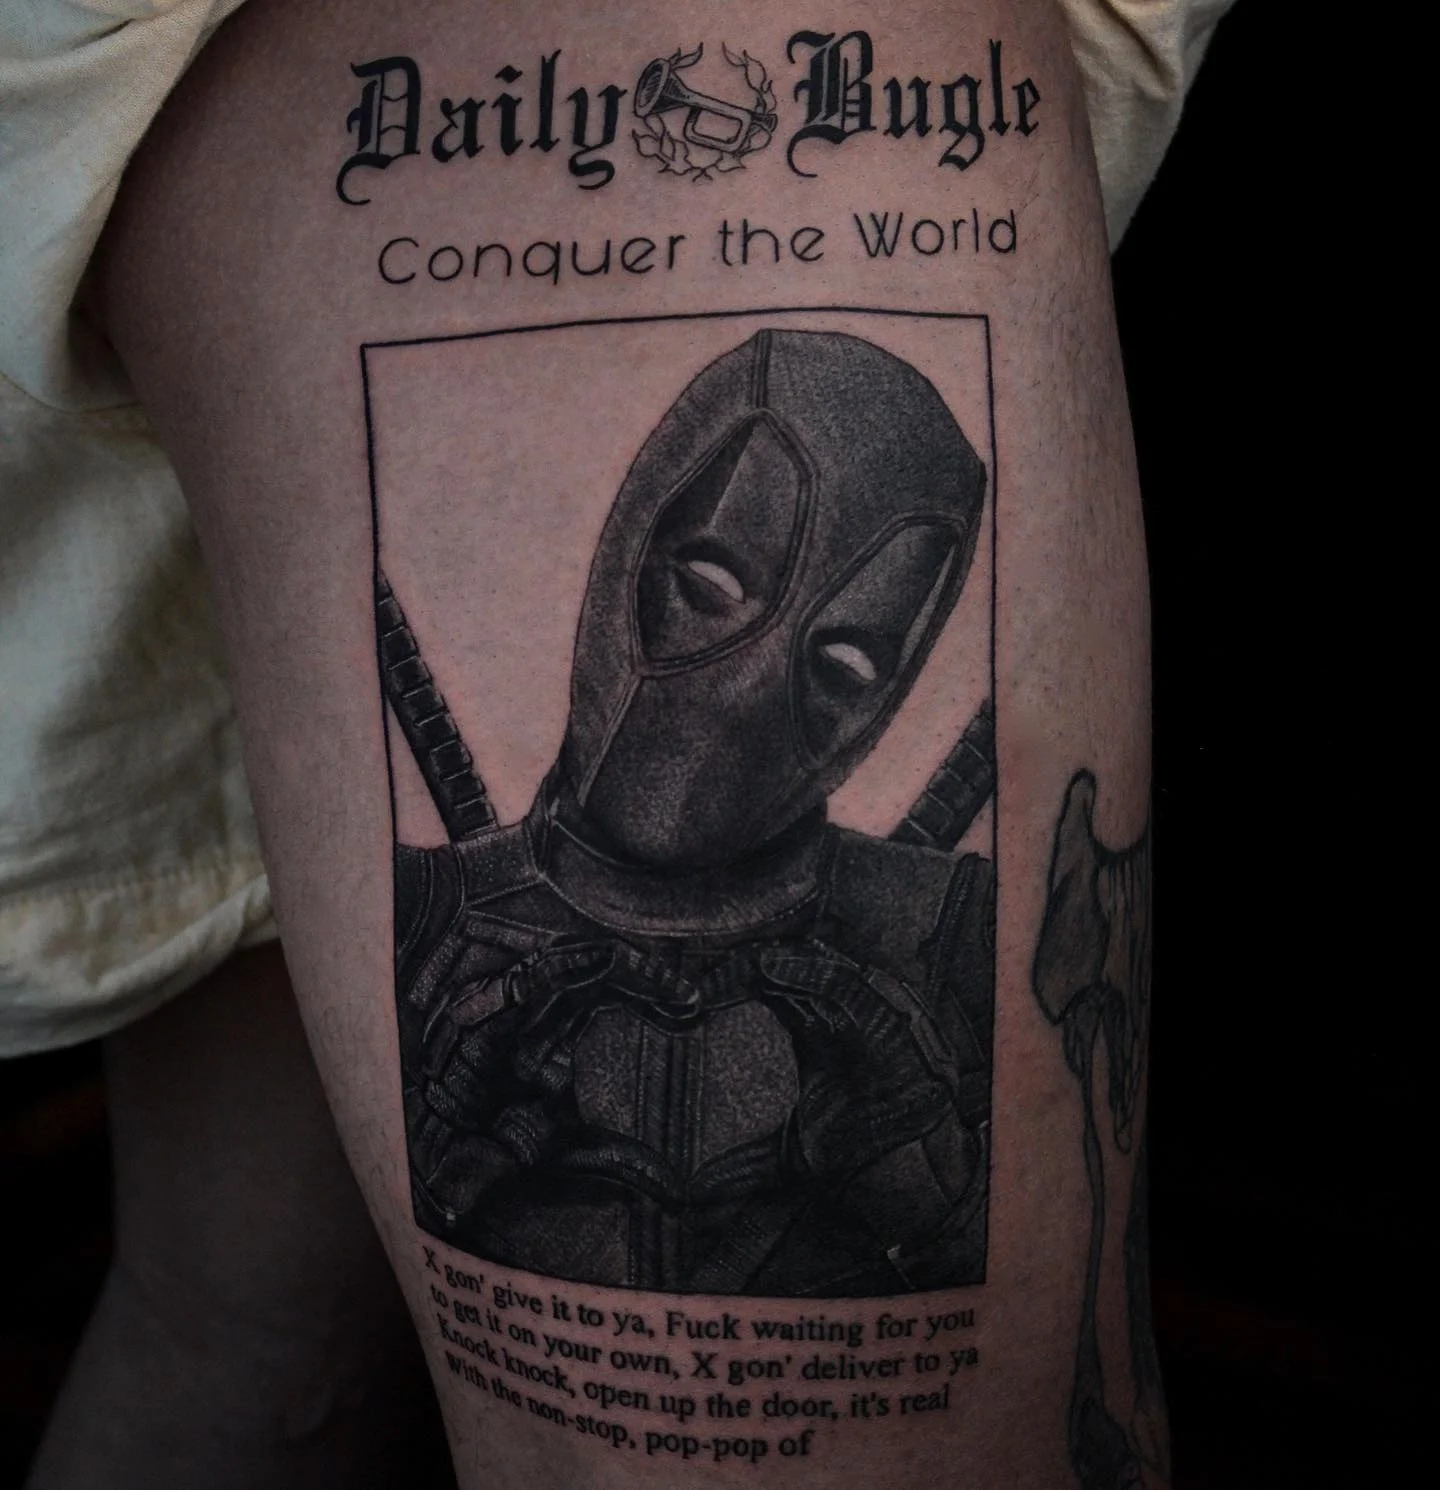 Daily Bugle
Conquer the World
X gon' give it to ya, Fuck waiting for you
to get it on your own, X gon' deliver to ya
Knock knock, open up the door, it's real
with the non-stop, pop-pop of